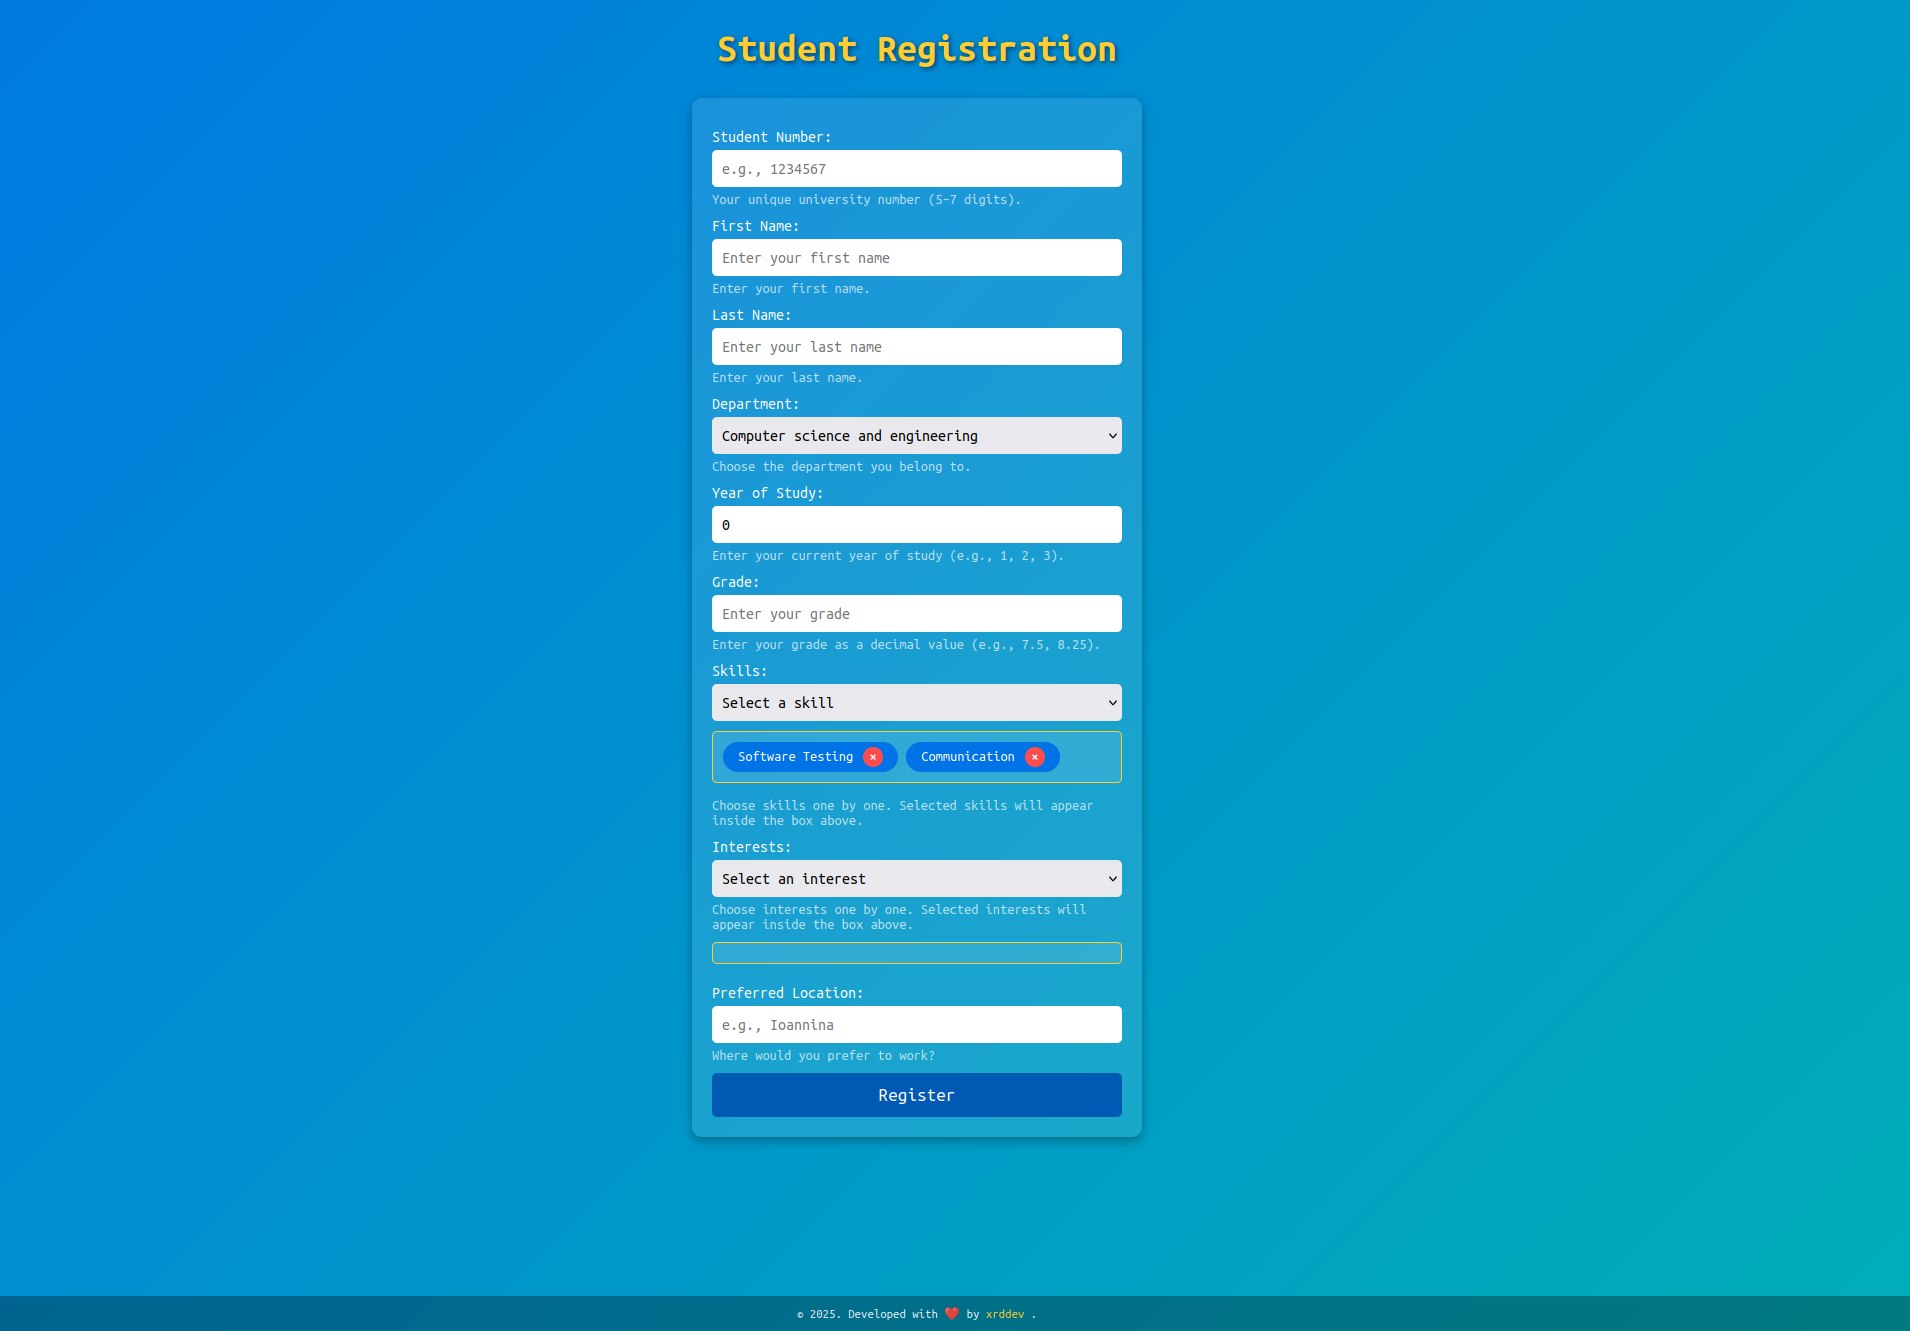 Student Registration
Student Number:
e.g., 1234567
Your unique university number (5-7 digits).
First Name:
Enter your first name
Enter your first name.
Last Name:
Enter your last name
Enter your last name.
Department:
Computer science and engineering
Choose the department you belong to.
Year of Study:
0
Enter your current year of study (e.g., 1, 2, 3).
Grade:
Enter your grade
Enter your grade as a decimal value (e.g., 7.5, 8.25).
Skills:
Select a skill
Software Testing × Communication ×
Choose skills one by one. Selected skills will appear
inside the box above.
Interests:
Select an interest
Choose interests one by one. Selected interests will
appear inside the box above.
Preferred Location:
e.g., Ioannina
Where would you prefer to work?
Register
© 2025. Developed with ❤️ by xrddev .